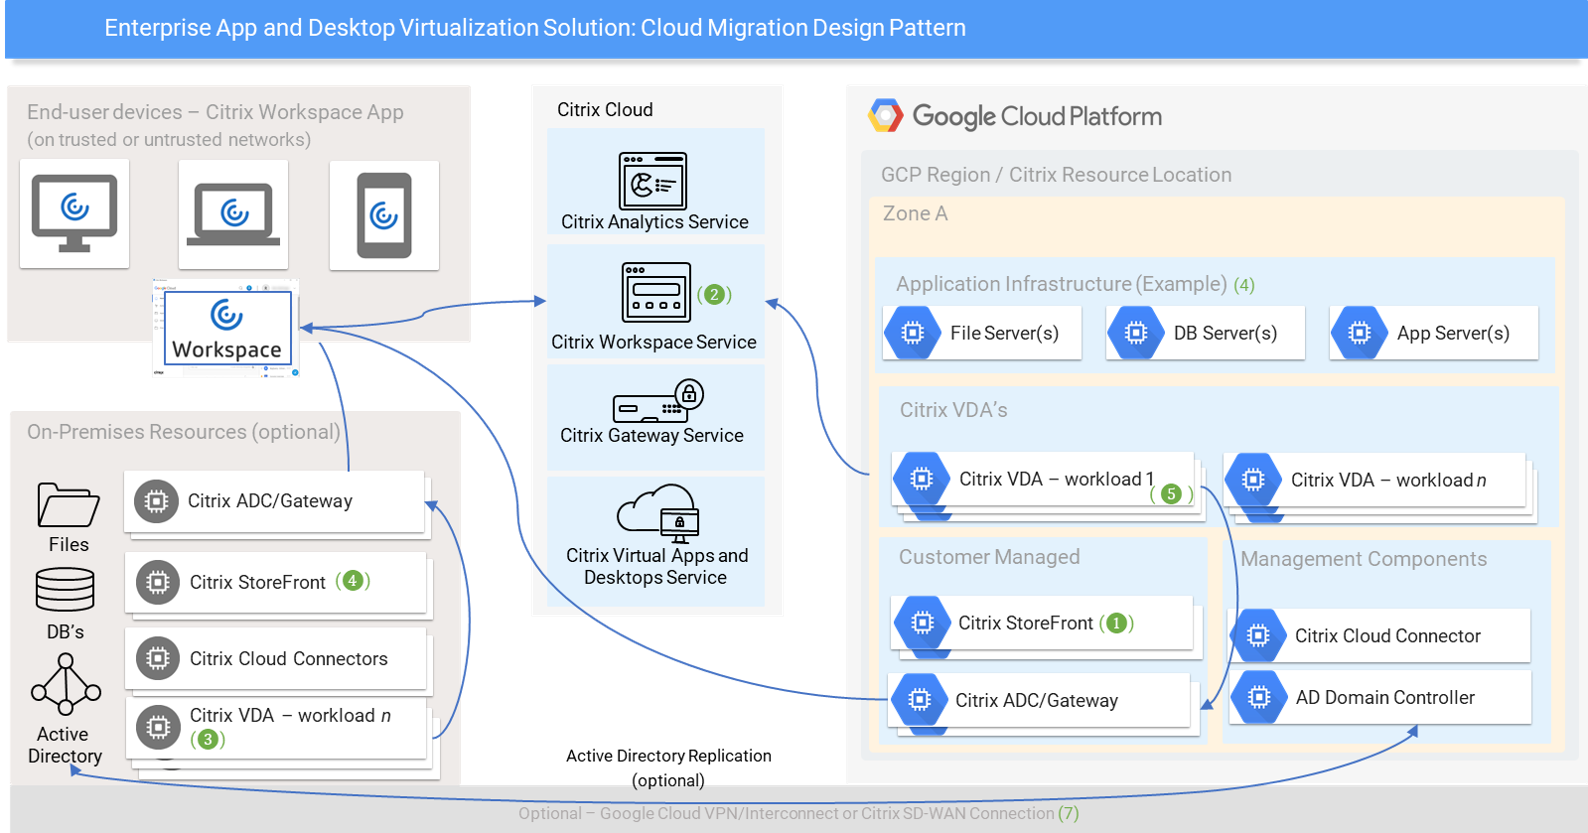 Enterprise App and Desktop Virtualization Solution: Cloud Migration Design Pattern
End-user devices – Citrix Workspace App
(on trusted or untrusted networks)
Workspace
On-Premises Resources (optional)
Files
DB's
Active
Directory
Citrix ADC/Gateway
Citrix StoreFront (4)
Citrix Cloud Connectors
Citrix VDA – workload n
(3)
Citrix Cloud
Citrix Analytics Service
(2)
Citrix Workspace Service
Citrix Gateway Service
Citrix Virtual Apps and
Desktops Service
Active Directory Replication
(optional)
Google Cloud Platform
GCP Region / Citrix Resource Location
Zone A
Application Infrastructure (Example) (4)
File Server(s)
DB Server(s)
App Server(s)
Citrix VDA's
Citrix VDA – workload 1
(5)
Citrix VDA – workload n
Customer Managed
Citrix StoreFront (1)
Citrix ADC/Gateway
Management Components
Citrix Cloud Connector
AD Domain Controller
Optional – Google Cloud VPN/Interconnect or Citrix SD-WAN Connection (7)